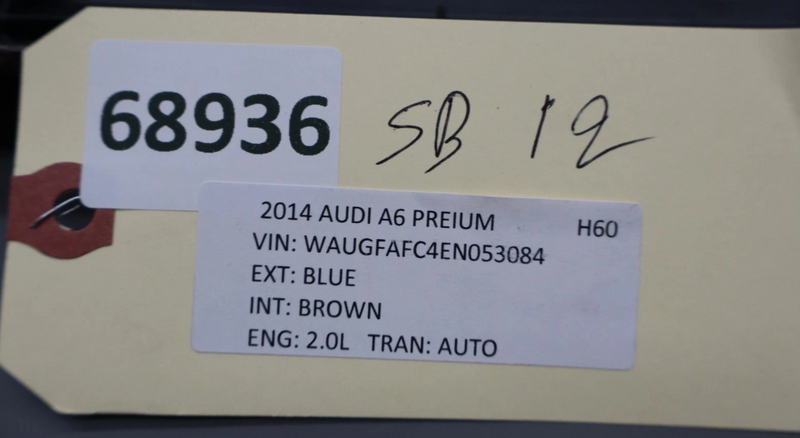 68936
SB 12
2014 AUDI A6 PREIUM H60
VIN: WAUGFAFC4EN053084
EXT: BLUE
INT: BROWN
ENG: 2.0L TRAN: AUTO